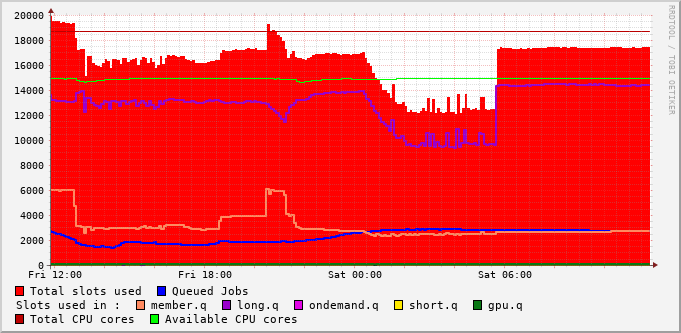 20000
18000
16000
14000
12000
10000
8000
6000
4000
2000
0
Fri 12:00 Fri 18:00 Sat 00:00 Sat 06:00
RRDTOOL / TOBI OETIKER
Total slots used Queued Jobs
Slots used in : member.q long.q ondemand.q short.q gpu.q
Total CPU cores Available CPU cores